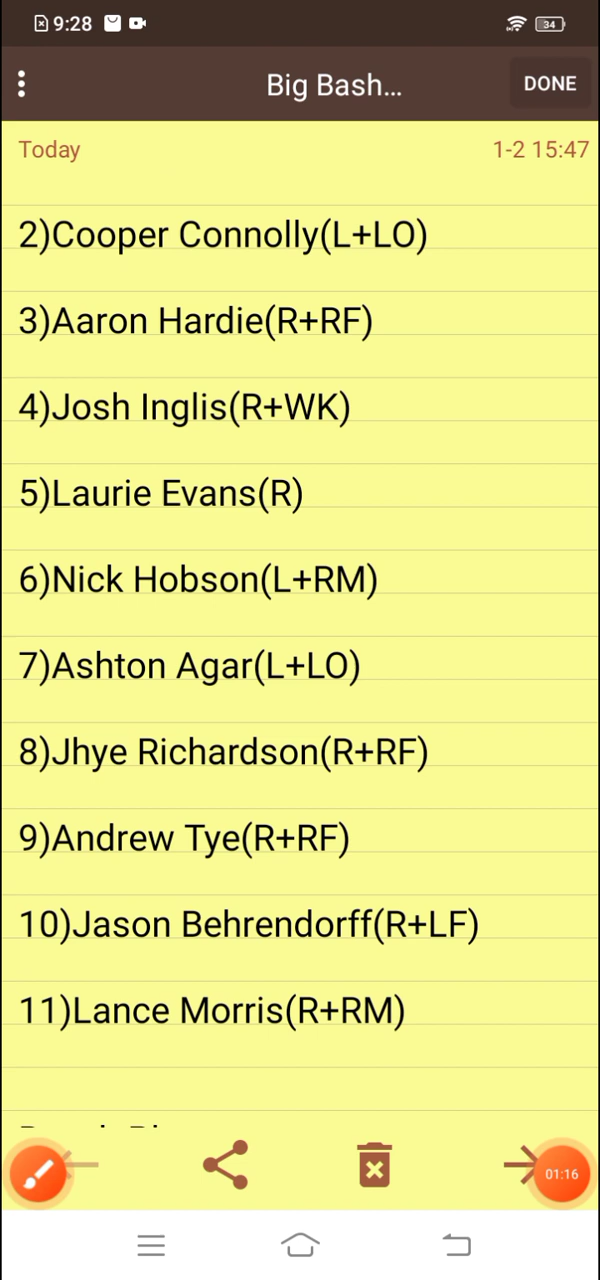 9:28
34
Big Bash...
DONE
Today
1-2 15:47
2)Cooper Connolly(L+LO)
3)Aaron Hardie(R+RF)
4)Josh Inglis(R+WK)
5)Laurie Evans(R)
6)Nick Hobson(L+RM)
7)Ashton Agar(L+LO)
8)Jhye Richardson(R+RF)
9)Andrew Tye(R+RF)
10)Jason Behrendorff(R+LF)
11)Lance Morris(R+RM)
01:16